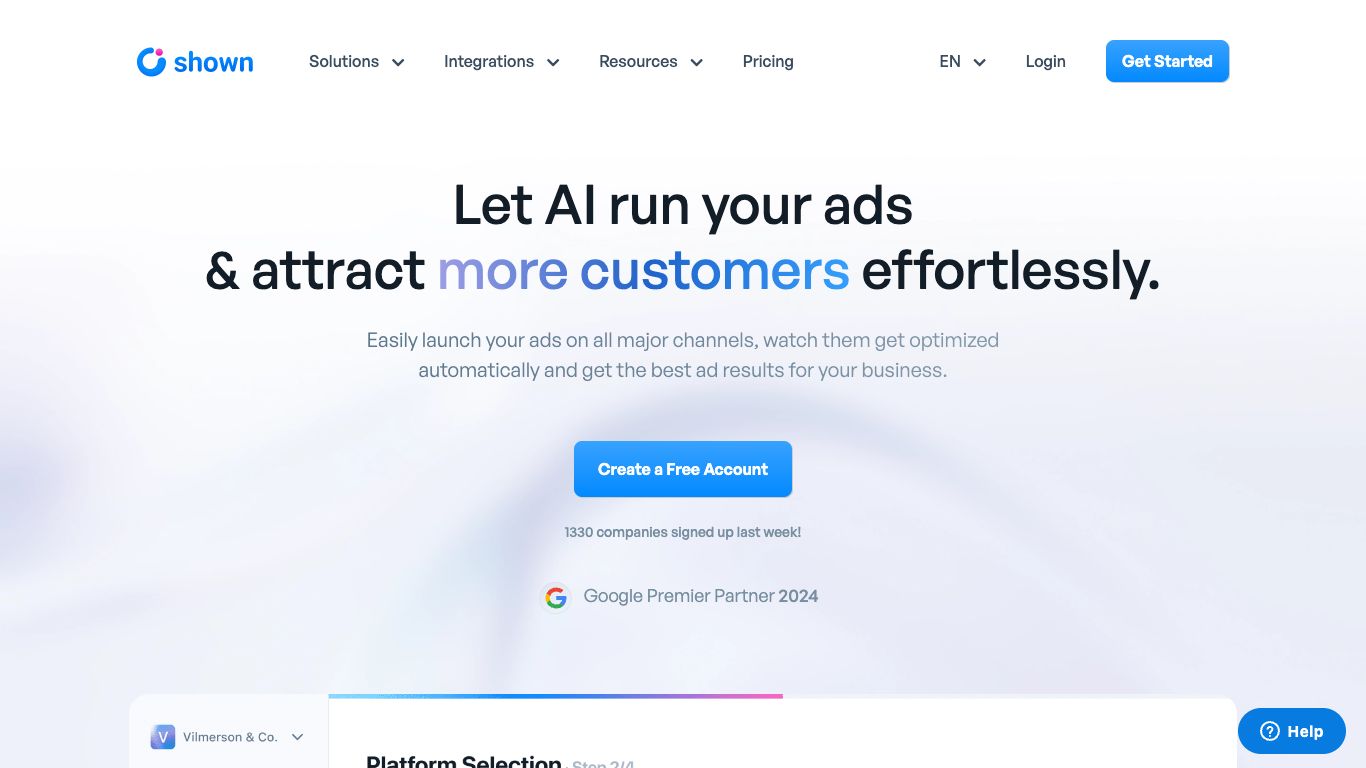 shown
Solutions
Integrations
Resources
Pricing
EN
Login
Get Started
Let AI run your ads
& attract more customers effortlessly.
Easily launch your ads on all major channels, watch them get optimized
automatically and get the best ad results for your business.
Create a Free Account
1330 companies signed up last week!
Google Premier Partner 2024
V Vilmerson & Co.
Platform Selection · Step 2/4
Help